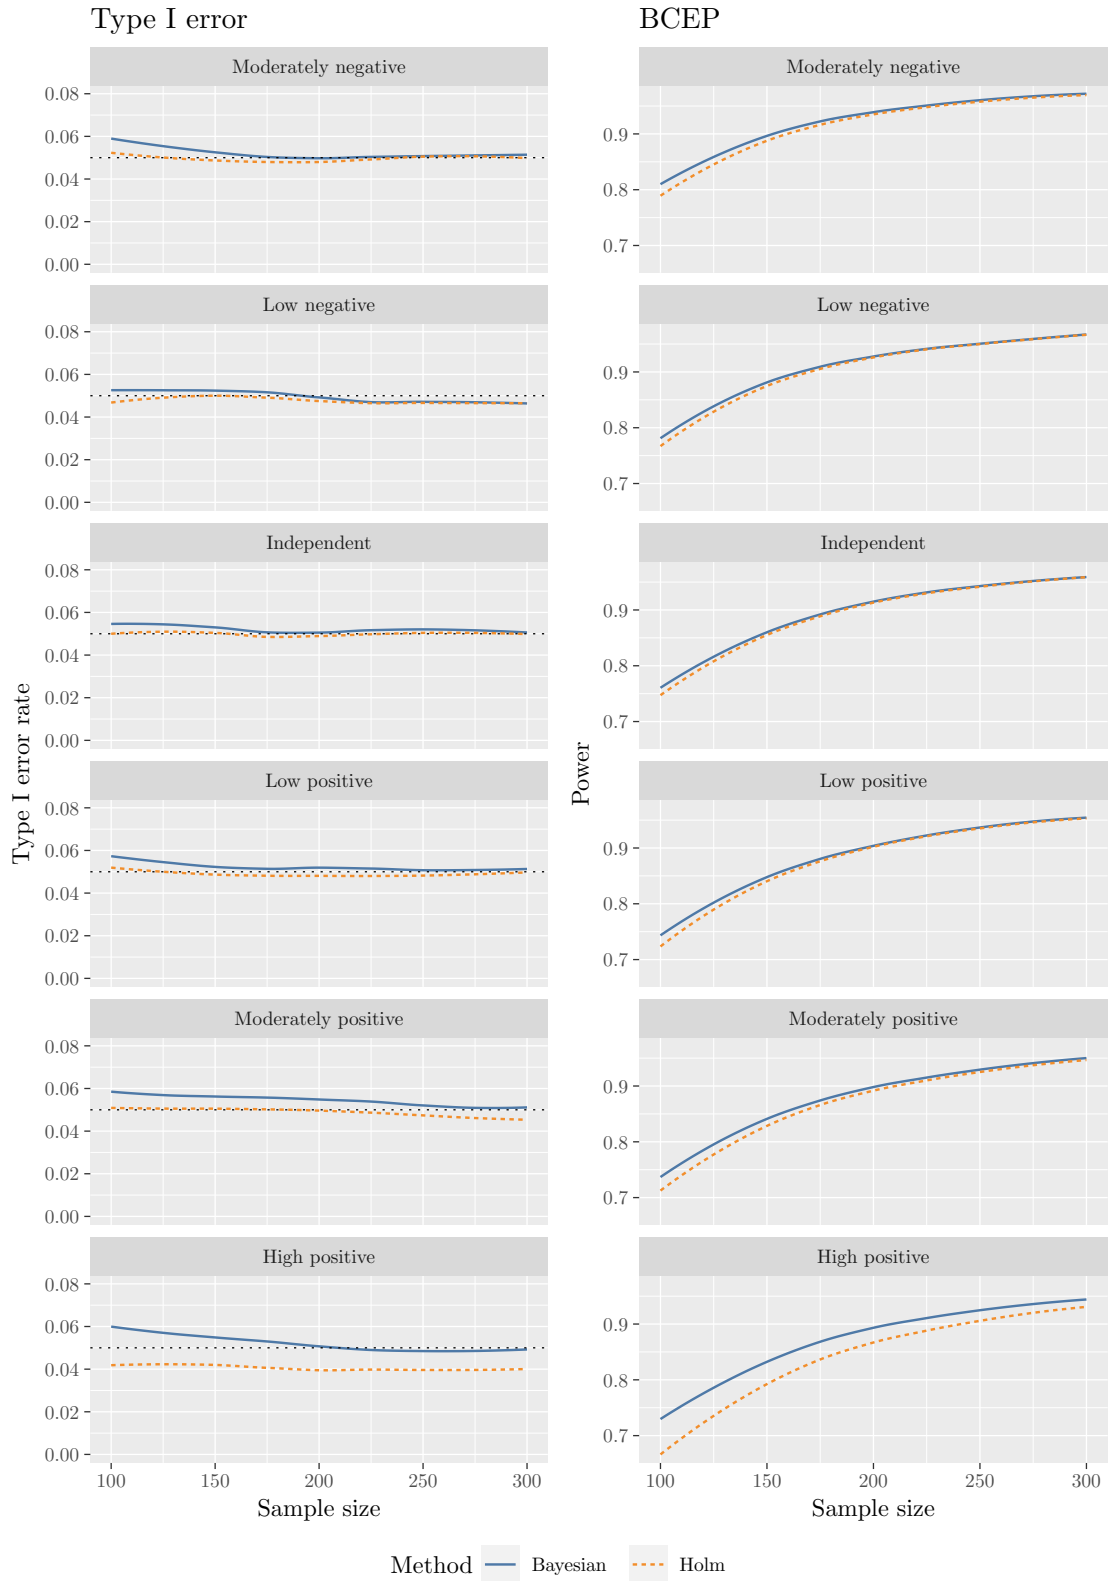 Type I error
BCEP
Moderately negative
Moderately negative
0.08
0.06
0.04
0.02
0.00
0.9
0.8
0.7
Low negative
Low negative
0.08
0.06
0.04
0.02
0.00
0.9
0.8
0.7
Independent
Independent
0.08
0.06
0.04
0.02
0.00
0.9
0.8
0.7
Type I error rate
Power
Low positive
Low positive
0.08
0.06
0.04
0.02
0.00
0.9
0.8
0.7
Moderately positive
Moderately positive
0.08
0.06
0.04
0.02
0.00
0.9
0.8
0.7
High positive
High positive
0.08
0.06
0.04
0.02
0.00
0.9
0.8
0.7
100 150 200 250 300
100 150 200 250 300
Sample size
Sample size
Method Bayesian Holm